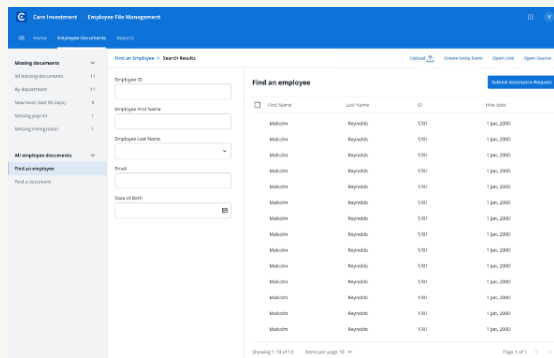 Core Investment Employee File Management
Home Employee Documents Reports
Missing documents
All missing documents 11
By department 11
New hires (last 90 days) 9
Missing payroll 1
Missing immigration 1
All employee documents
Find an employee
Find a document
Find an Employee > Search Results
Upload Create Entity Form Open Link Open Source
Employee ID
Employee First Name
Employee Last Name
Email
Date of Birth
Find an employee
Submit Assistance Request
First Name Last Name ID Hire date
Malcolm Reynolds 1701 1 Jan, 2000
Malcolm Reynolds 1701 1 Jan, 2000
Malcolm Reynolds 1701 1 Jan, 2000
Malcolm Reynolds 1701 1 Jan, 2000
Malcolm Reynolds 1701 1 Jan, 2000
Malcolm Reynolds 1701 1 Jan, 2000
Malcolm Reynolds 1701 1 Jan, 2000
Malcolm Reynolds 1701 1 Jan, 2000
Malcolm Reynolds 1701 1 Jan, 2000
Malcolm Reynolds 1701 1 Jan, 2000
Malcolm Reynolds 1701 1 Jan, 2000
Malcolm Reynolds 1701 1 Jan, 2000
Malcolm Reynolds 1701 1 Jan, 2000
Malcolm Reynolds 1701 1 Jan, 2000
Showing 1-10 of 10 Items per page 10 Page 1 of 1